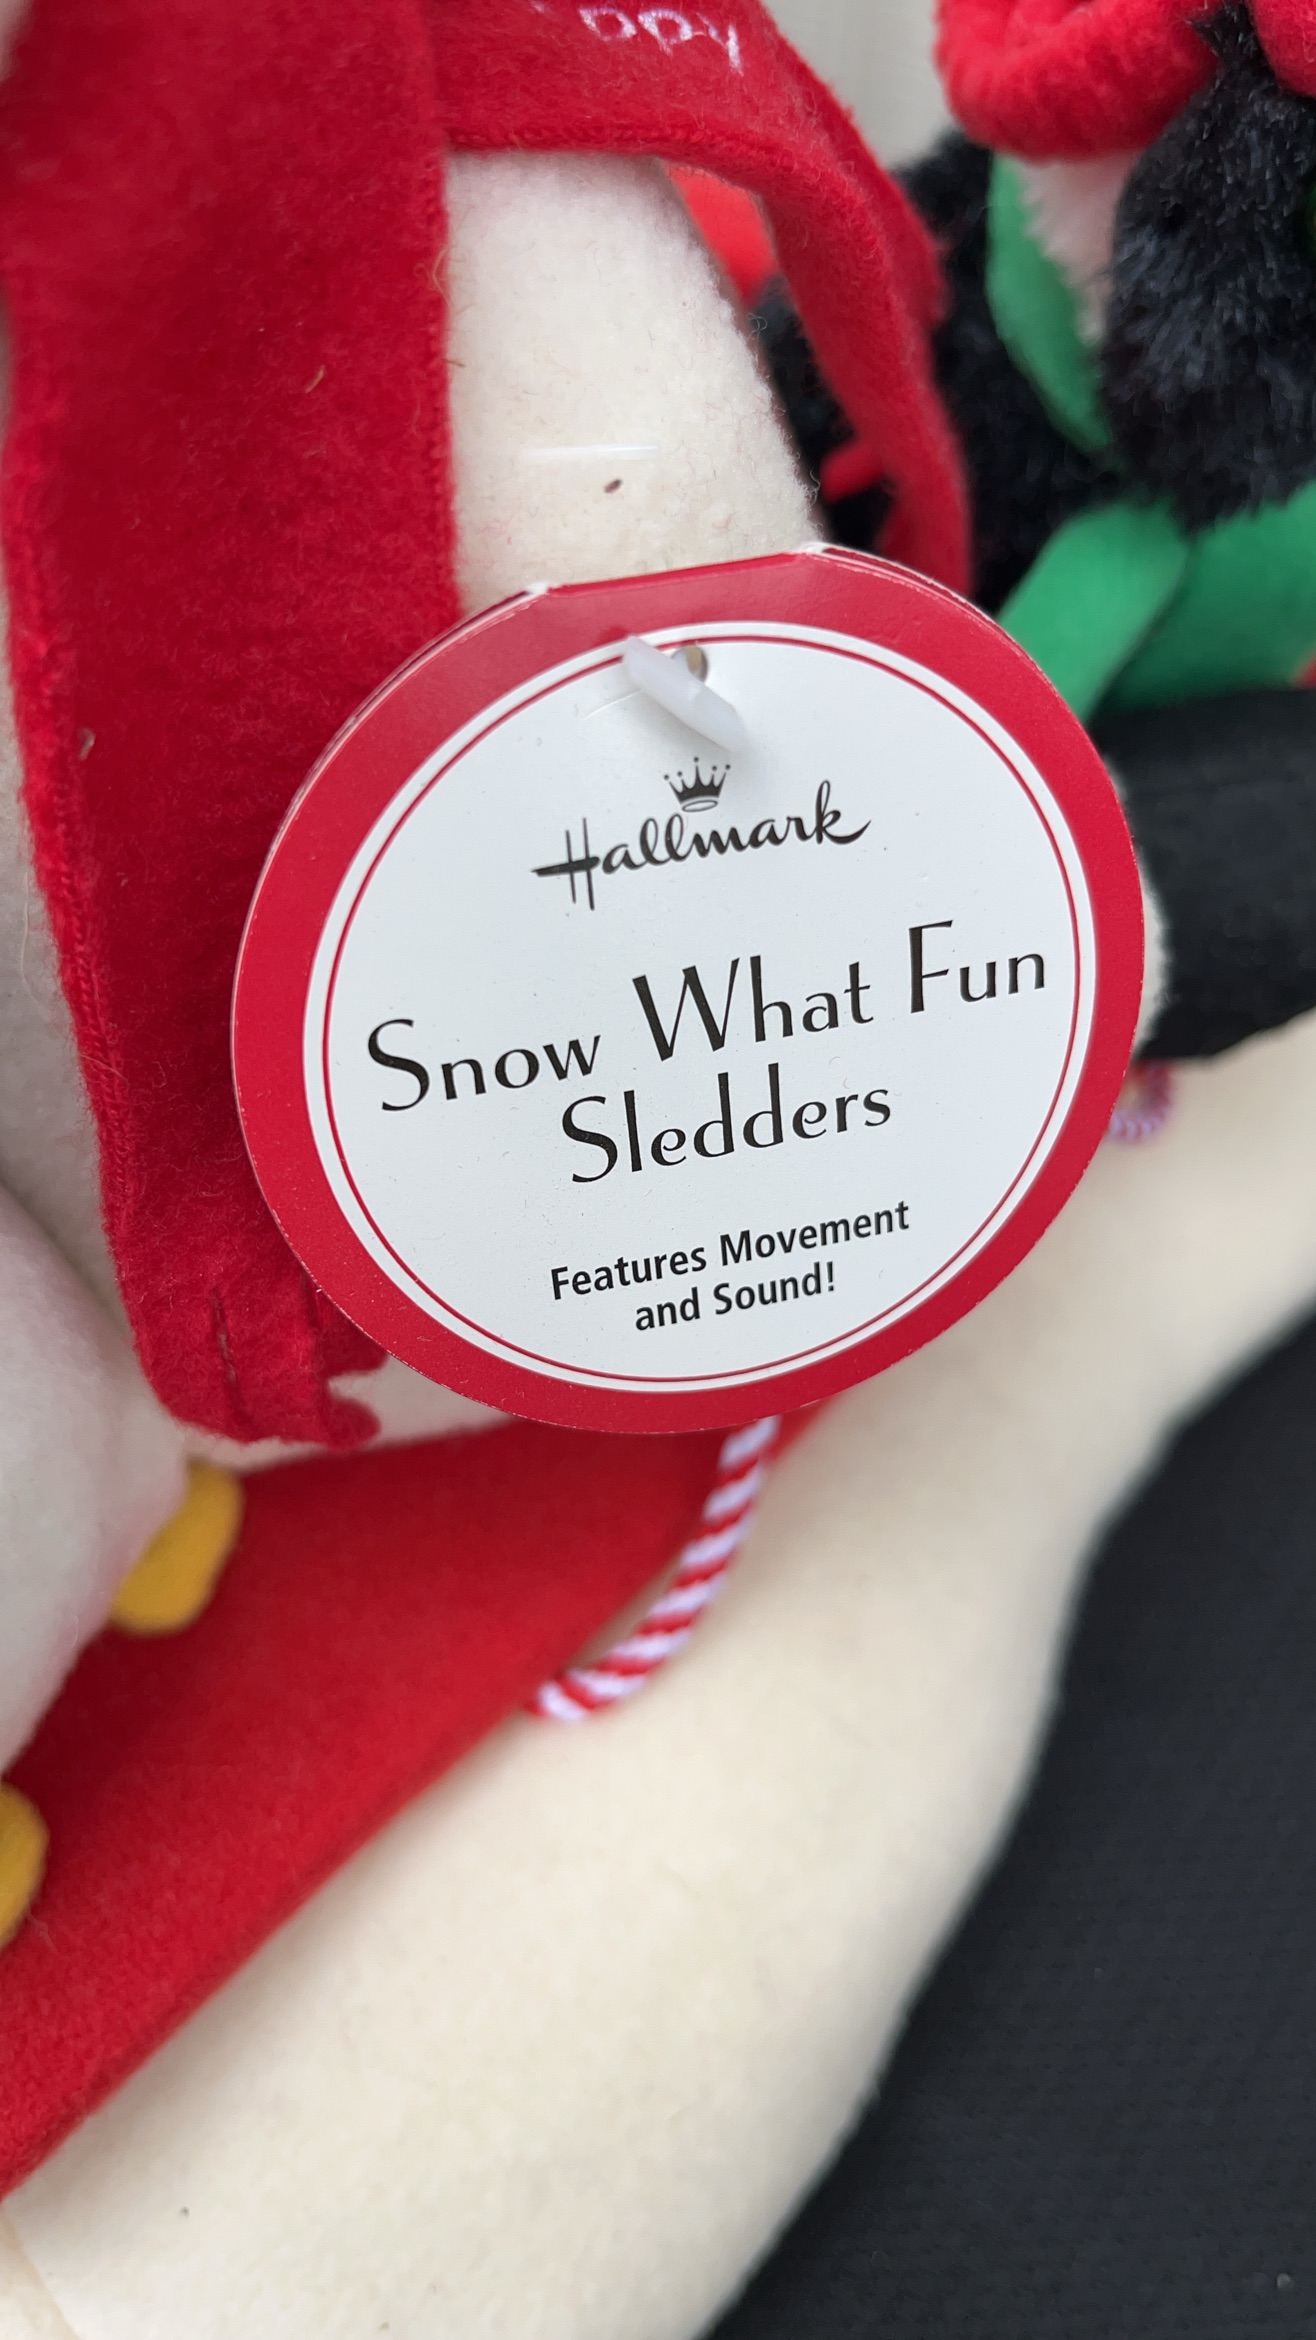 Hallmark
Snow What Fun
Sledders
Features Movement
and Sound!